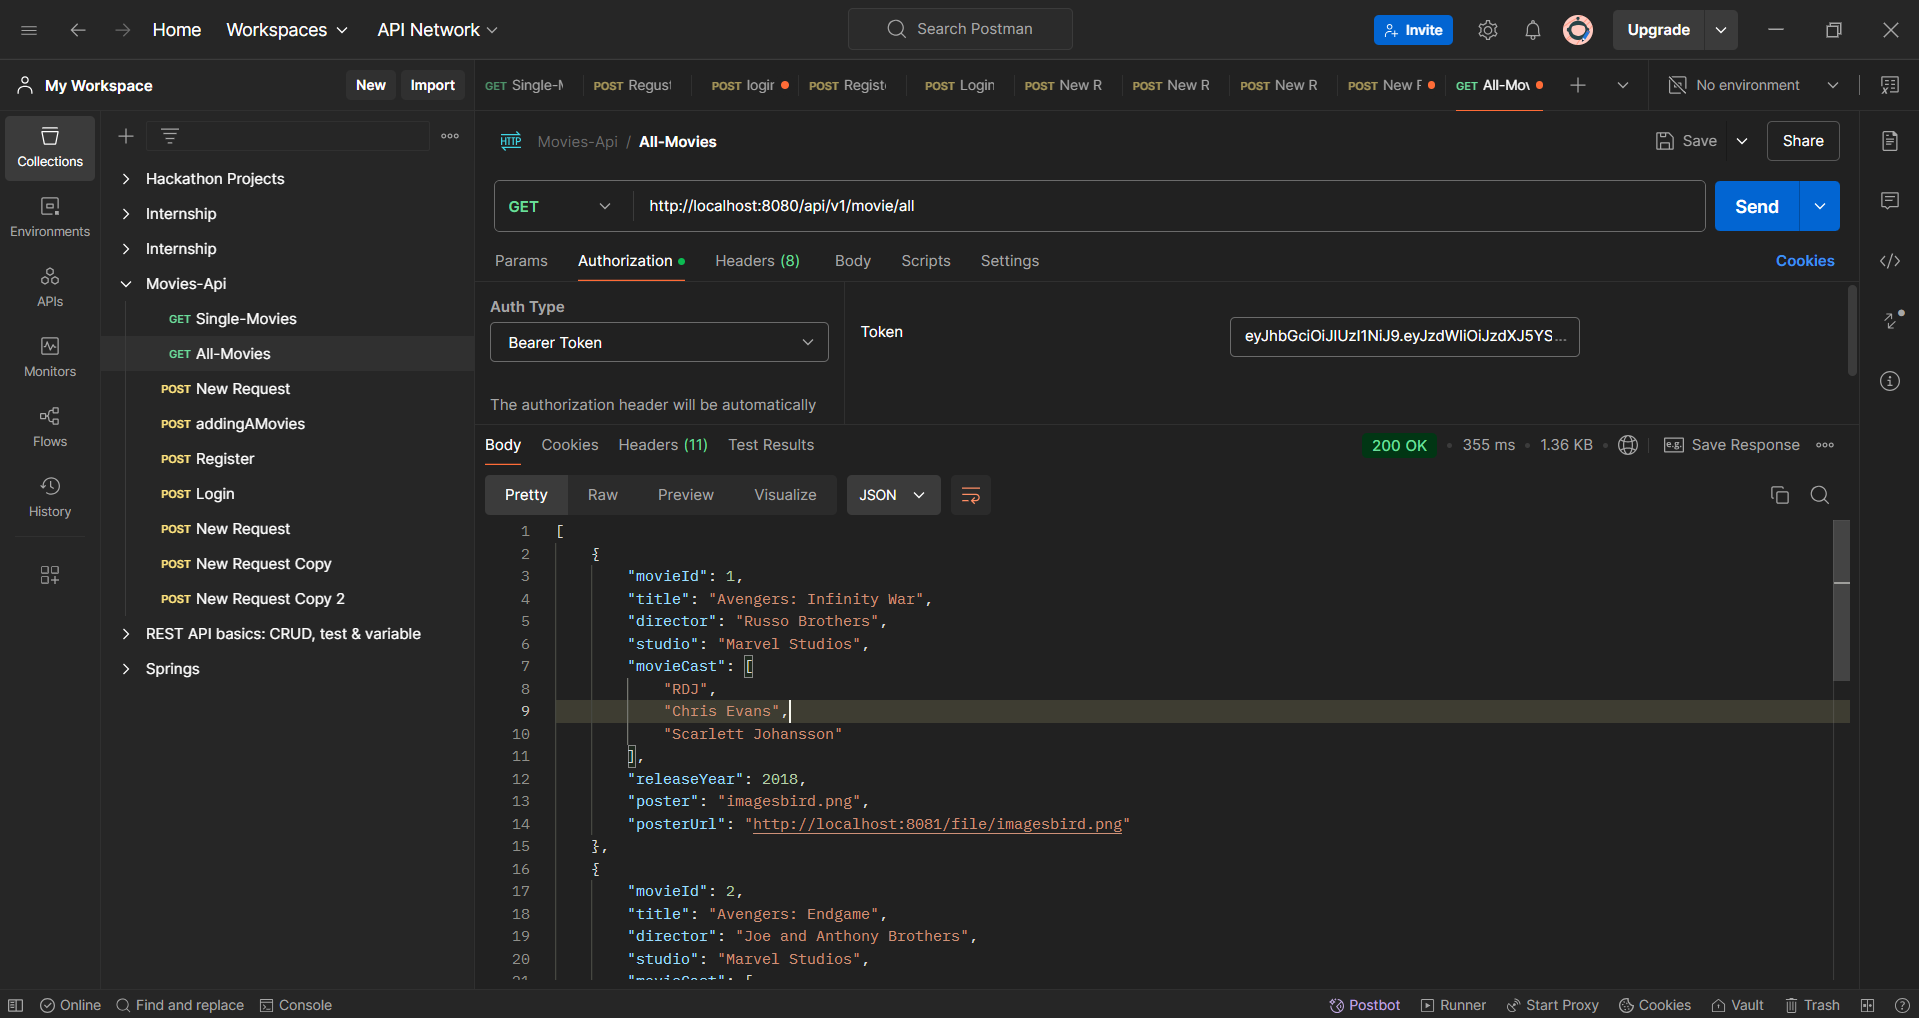 Home Workspaces API Network Search Postman Invite Upgrade
My Workspace New Import
GET Single-M POST Regust POST login POST Registe POST Login POST New R POST New R POST New R POST New F GET All-Mov No environment
Collections
Environments
APIs
Monitors
Flows
History
Hackathon Projects
Internship
Internship
Movies-Api
GET Single-Movies
GET All-Movies
POST New Request
POST addingAMovies
POST Register
POST Login
POST New Request
POST New Request Copy
POST New Request Copy 2
REST API basics: CRUD, test & variable
Springs
HTTP Movies-Api / All-Movies Save Share
GET http://localhost:8080/api/v1/movie/all Send
Params Authorization Headers (8) Body Scripts Settings Cookies
Auth Type
Bearer Token
Token
The authorization header will be automatically
Body Cookies Headers (11) Test Results 200 OK 355 ms 1.36 KB e.g. Save Response
Pretty Raw Preview Visualize JSON
1 [
2 {
3 "movieId": 1,
4 "title": "Avengers: Infinity War",
5 "director": "Russo Brothers",
6 "studio": "Marvel Studios",
7 "movieCast": [
8 "RDJ",
9 "Chris Evans",
10 "Scarlett Johansson"
11 ],
12 "releaseYear": 2018,
13 "poster": "imagesbird.png",
14 "posterUrl": "http://localhost:8081/file/imagesbird.png"
15 },
16 {
17 "movieId": 2,
18 "title": "Avengers: Endgame",
19 "director": "Joe and Anthony Brothers",
20 "studio": "Marvel Studios",
21 "movieCast": [
Online Find and replace Console Postbot Runner Start Proxy Cookies Vault Trash